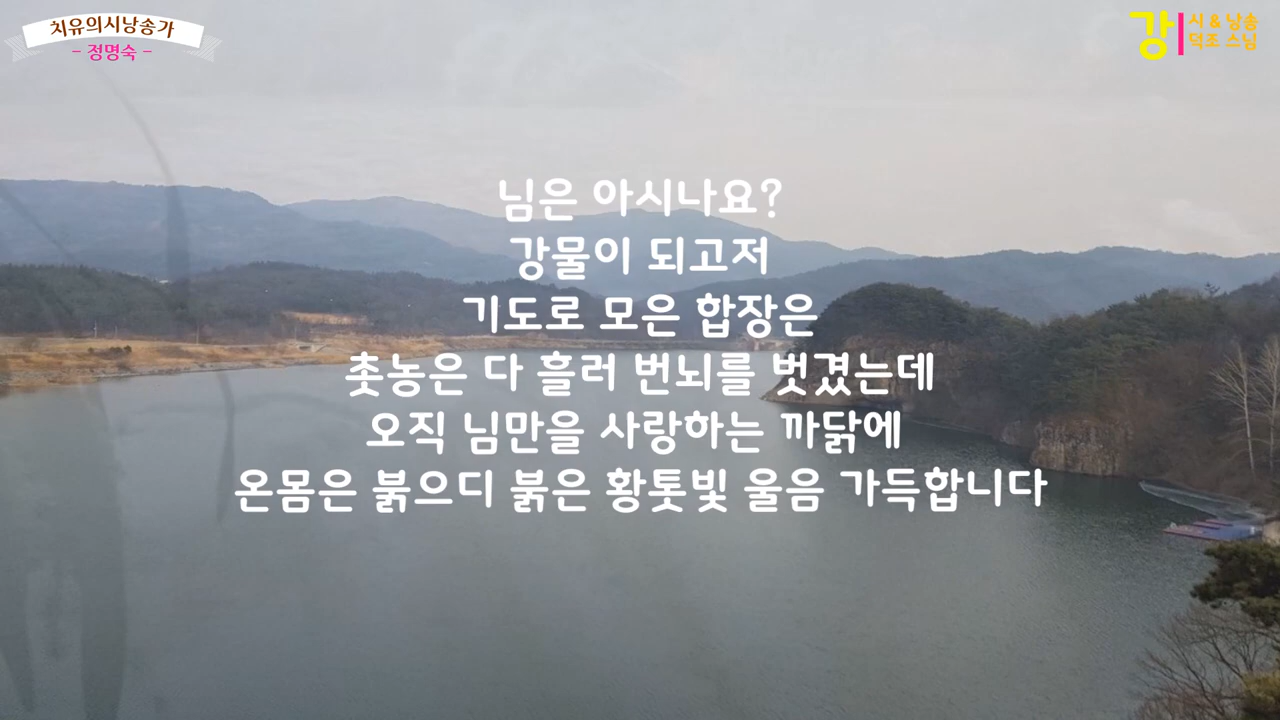 치유의시낭송가
- 정명숙 -
강
시 & 낭송
덕조 스님
님은 아시나요?
강물이 되고저
기도로 모은 합장은
촛농은 다 흘러 번뇌를 벗겼는데
오직 님만을 사랑하는 까닭에
온몸은 붉으디 붉은 황톳빛 울음 가득합니다